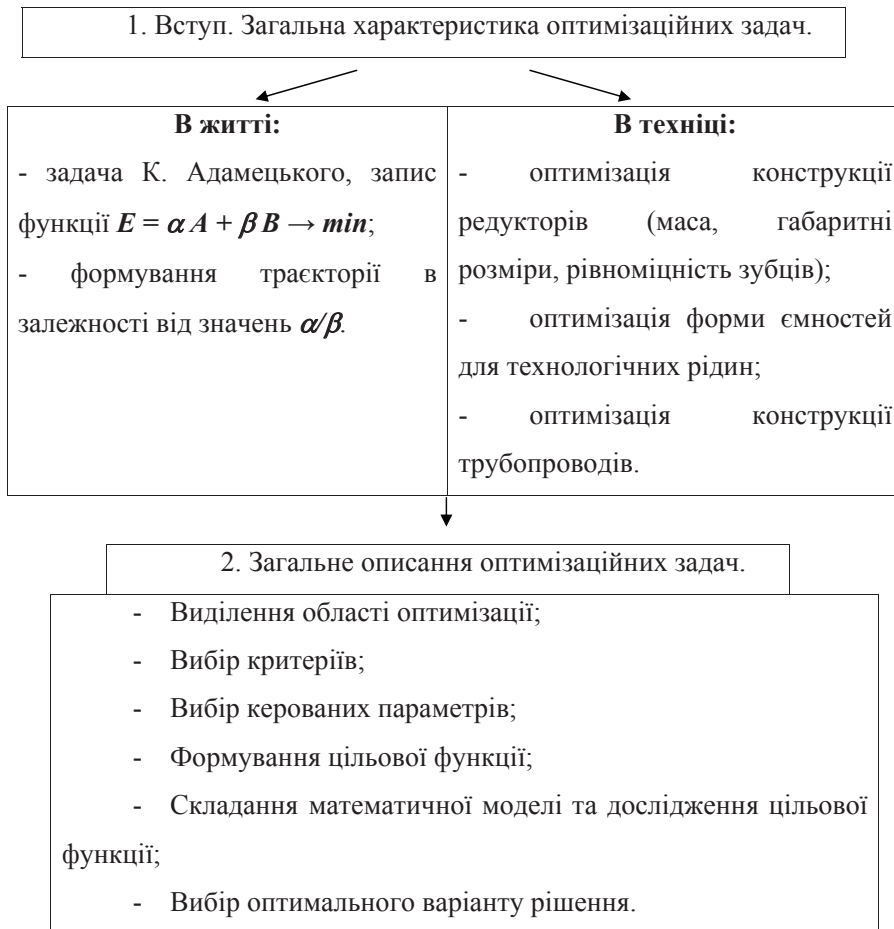 1. Вступ. Загальна характеристика оптимізаційних задач.
В житті:
- задача К. Адамецького, запис
функції E = α A + β B → min;
- формування траєкторії в
залежності від значень α/β.
В техніці:
- оптимізація конструкції
редукторів (маса, габаритні
розміри, рівноміцність зубців);
- оптимізація форми ємностей
для технологічних рідин;
- оптимізація конструкції
трубопроводів.
2. Загальне описання оптимізаційних задач.
- Виділення області оптимізації;
- Вибір критеріїв;
- Вибір керованих параметрів;
- Формування цільової функції;
- Складання математичної моделі та дослідження цільової
функції;
- Вибір оптимального варіанту рішення.